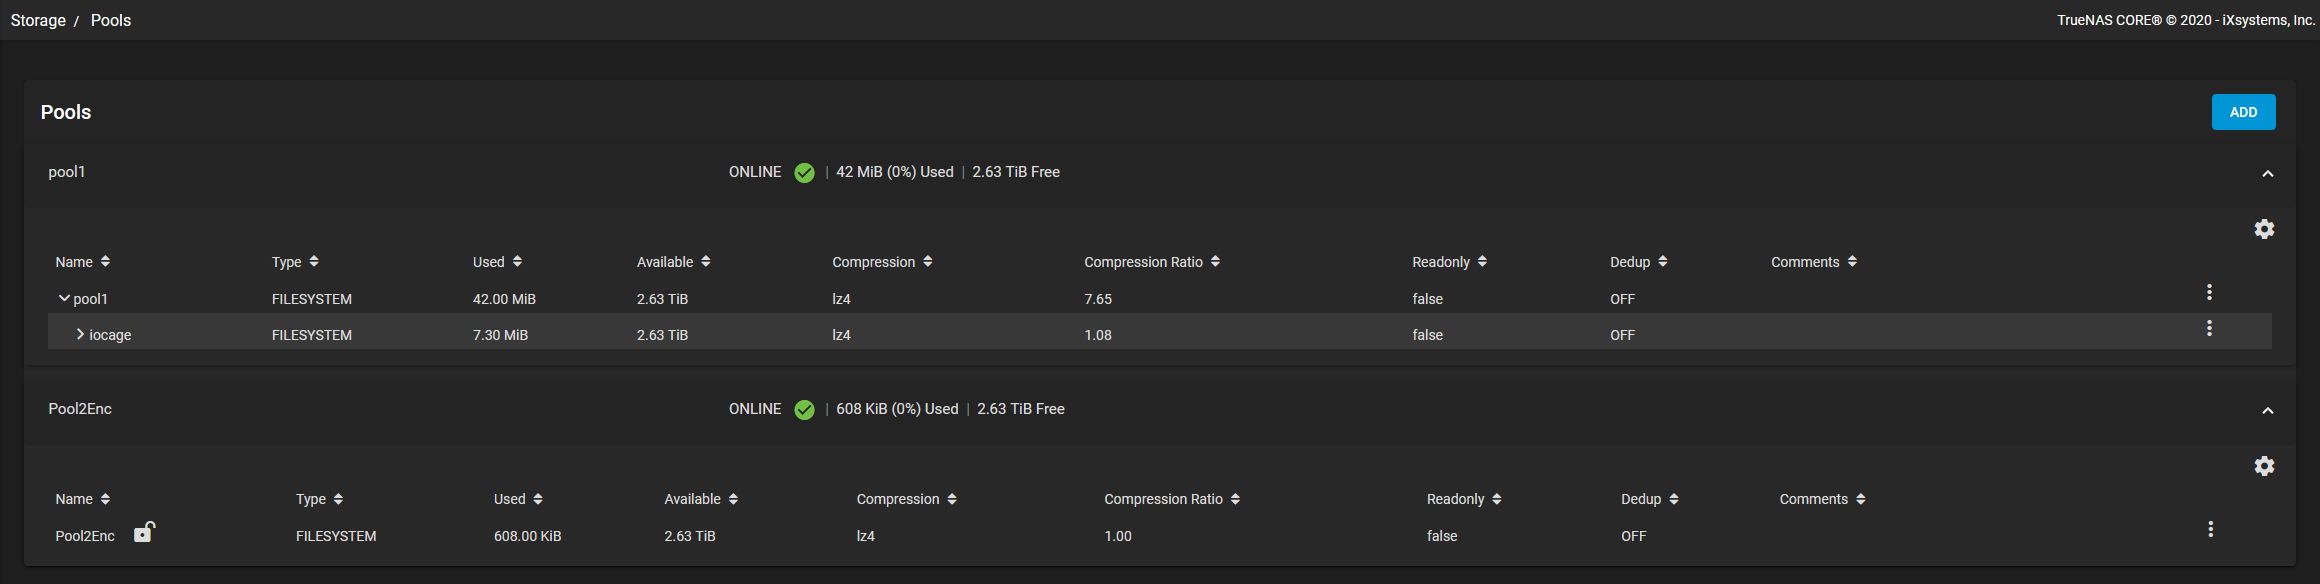 Storage / Pools TrueNAS CORE® © 2020 - iXsystems, Inc.
Pools ADD
pool1 ONLINE | 42 MiB (0%) Used | 2.63 TiB Free
Name Type Used Available Compression Compression Ratio Readonly Dedup Comments
pool1 FILESYSTEM 42.00 MiB 2.63 TiB lz4 7.65 false OFF
iocage FILESYSTEM 7.30 MiB 2.63 TiB lz4 1.08 false OFF
Pool2Enc ONLINE | 608 KiB (0%) Used | 2.63 TiB Free
Name Type Used Available Compression Compression Ratio Readonly Dedup Comments
Pool2Enc FILESYSTEM 608.00 KiB 2.63 TiB lz4 1.00 false OFF